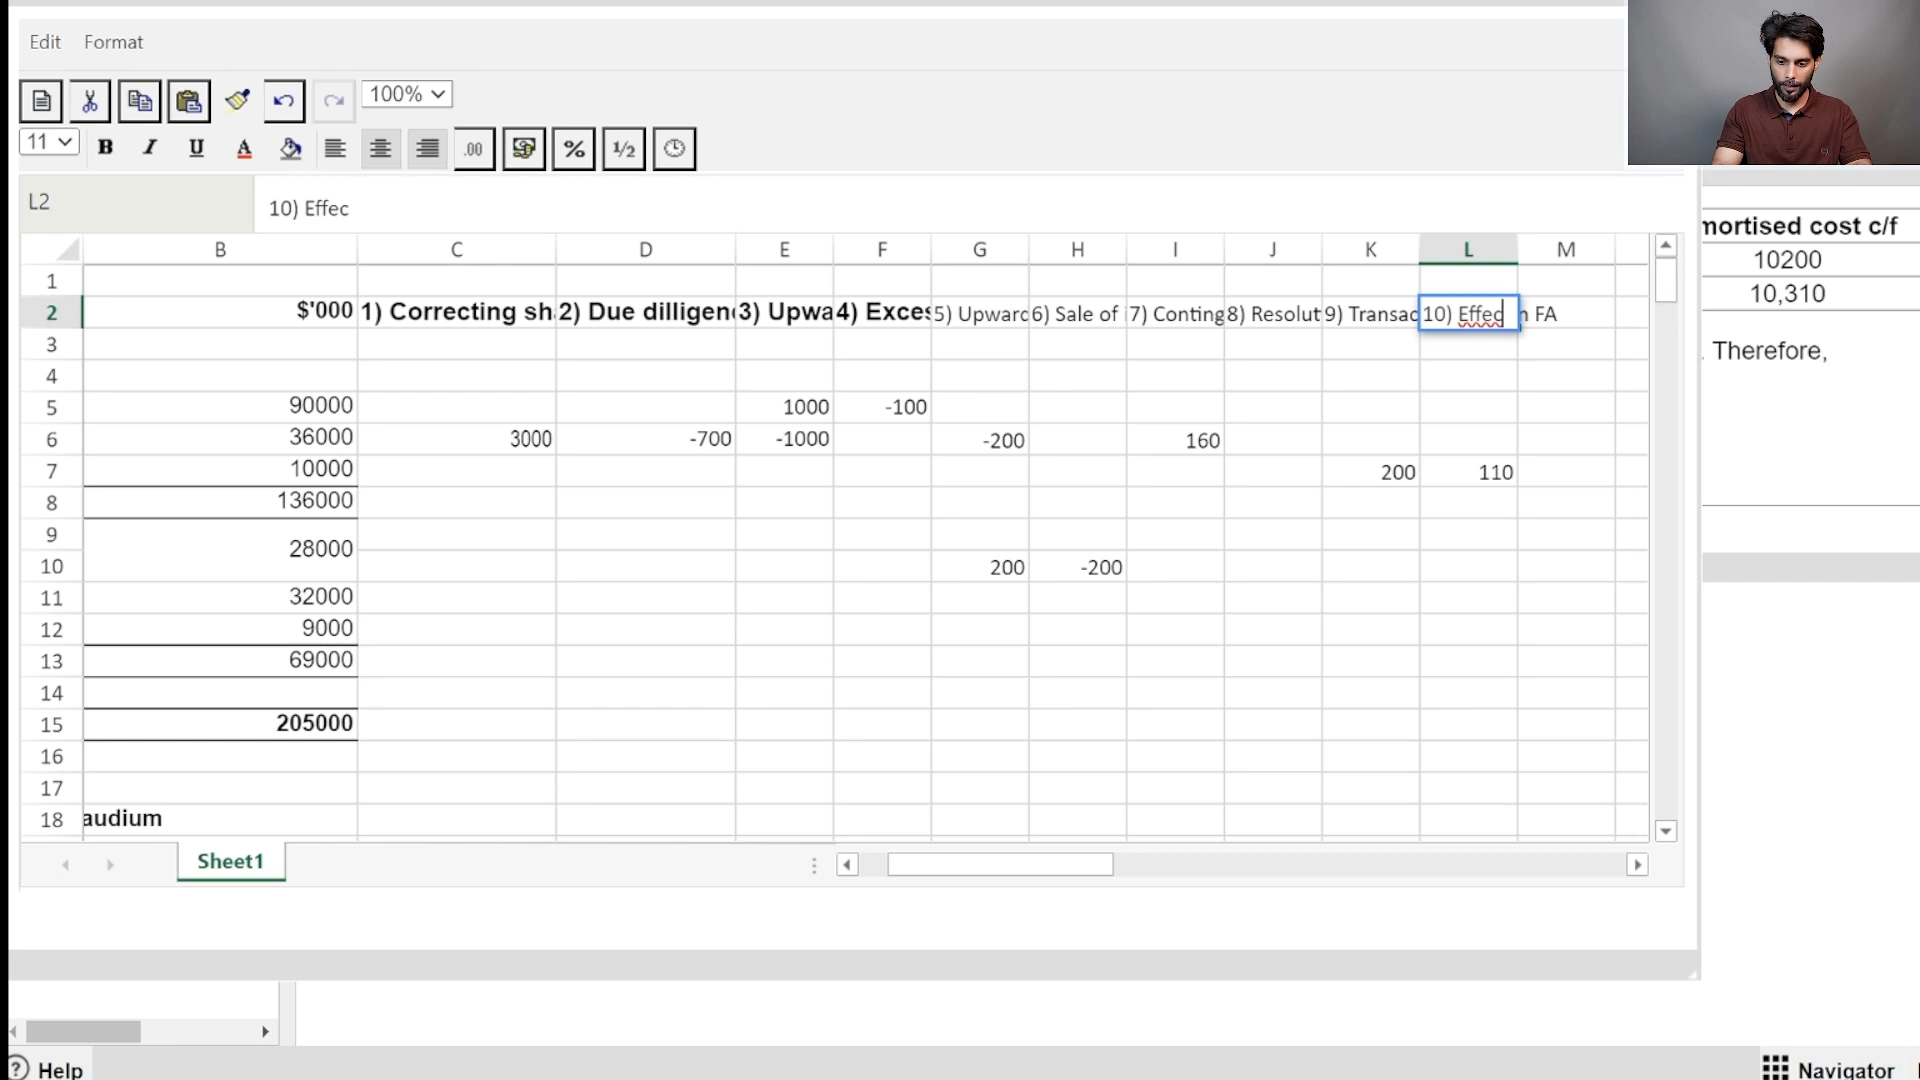 Edit Format
100%
11 B I U A .00 % 1/2
L2 10) Effec
B C D E F G H I J K L M
1
2 $'000 1) Correcting sh 2) Due dilligen 3) Upwa 4) Exces 5) Upward 6) Sale of 7) Conting 8) Resolut 9) Transac 10) Effec n FA
3
4
5 90000 1000 -100
6 36000 3000 -700 -1000 -200 160
7 10000 200 110
8 136000
9
28000
10 200 -200
11 32000
12 9000
13 69000
14
15 205000
16
17
18 audium
Sheet1
mortised cost c/f
10200
10,310
. Therefore,
? Help
Navigator